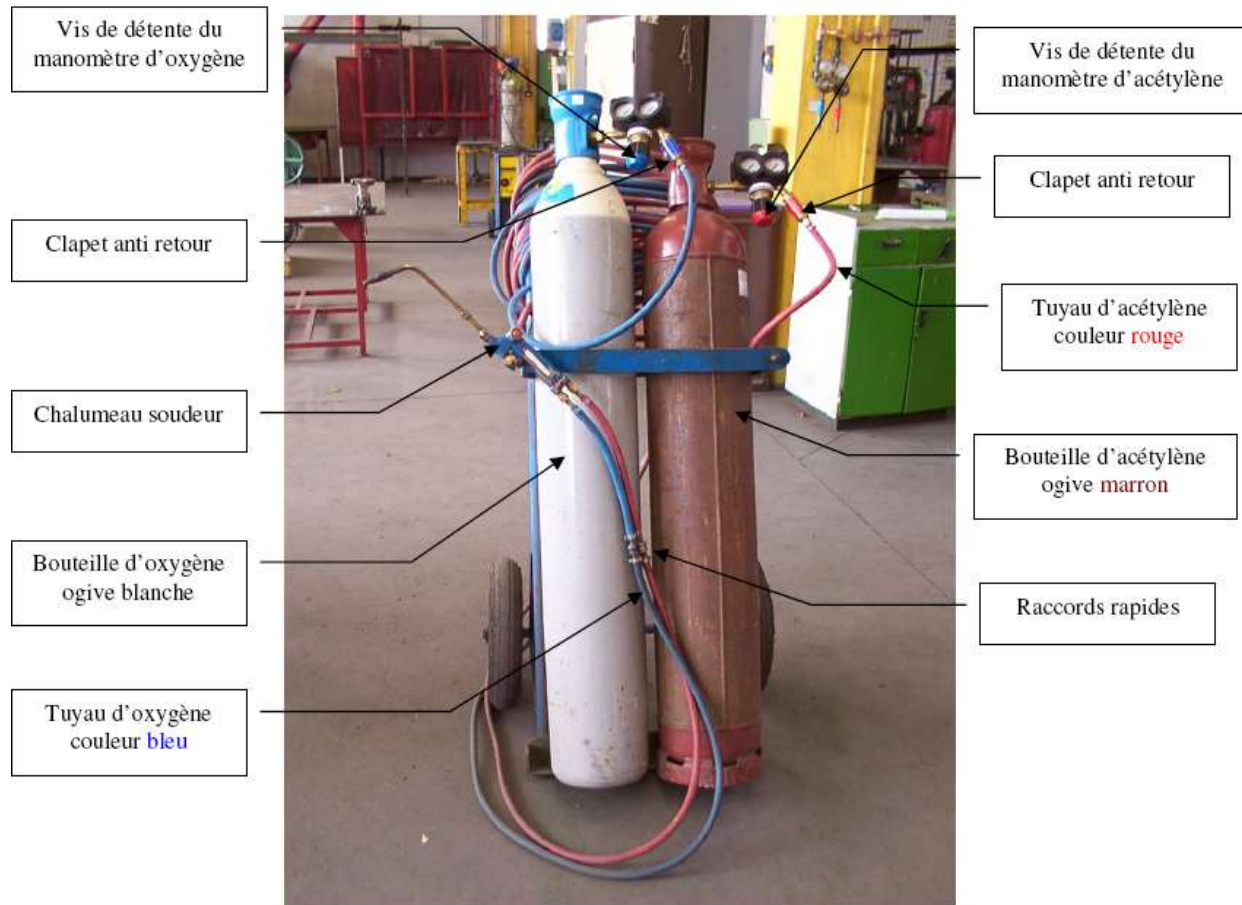 Vis de détente du
manomètre d'oxygène
Clapet anti retour
Chalumeau soudeur
Bouteille d'oxygène
ogive blanche
Tuyau d'oxygène
couleur bleu
Vis de détente du
manomètre d'acétylène
Clapet anti retour
Tuyau d'acétylène
couleur rouge
Bouteille d'acétylène
ogive marron
Raccords rapides